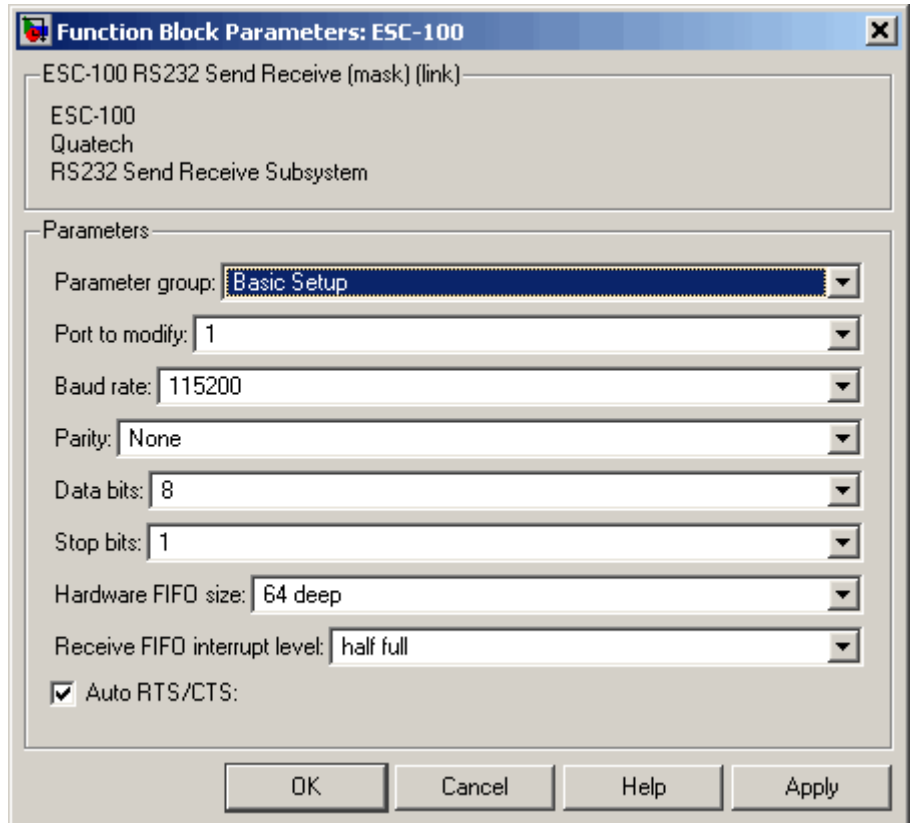 Function Block Parameters: ESC-100
ESC-100 RS232 Send Receive (mask) (link)
ESC-100
Quatech
RS232 Send Receive Subsystem
Parameters
Parameter group: Basic Setup
Port to modify: 1
Baud rate: 115200
Parity: None
Data bits: 8
Stop bits: 1
Hardware FIFO size: 64 deep
Receive FIFO interrupt level: half full
Auto RTS/CTS:
OK Cancel Help Apply